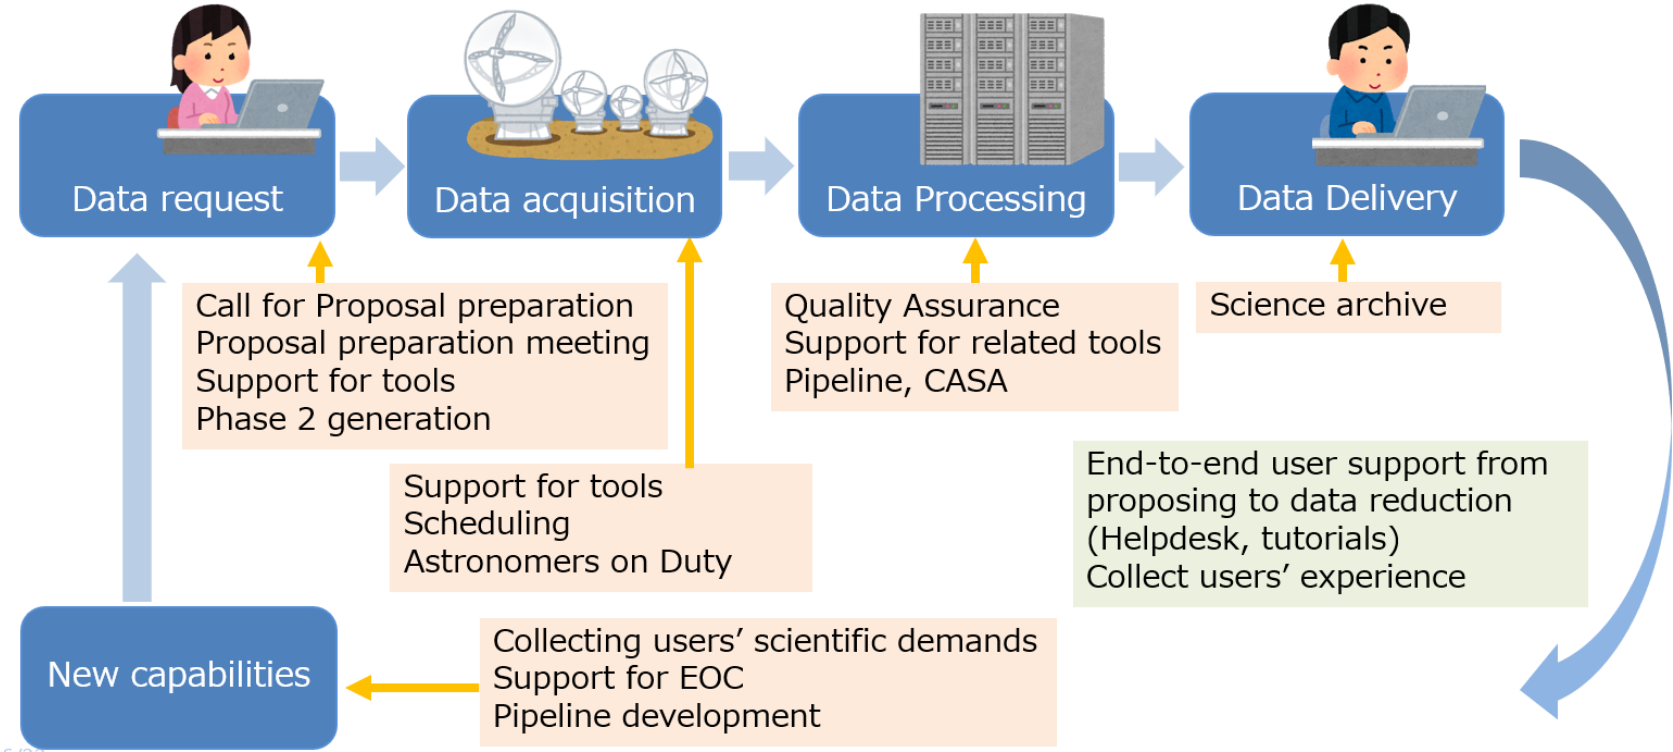 Data request
Data acquisition
Data Processing
Data Delivery
Call for Proposal preparation
Proposal preparation meeting
Support for tools
Phase 2 generation
Quality Assurance
Support for related tools
Pipeline, CASA
Science archive
Support for tools
Scheduling
Astronomers on Duty
End-to-end user support from
proposing to data reduction
(Helpdesk, tutorials)
Collect users’ experience
New capabilities
Collecting users’ scientific demands
Support for EOC
Pipeline development